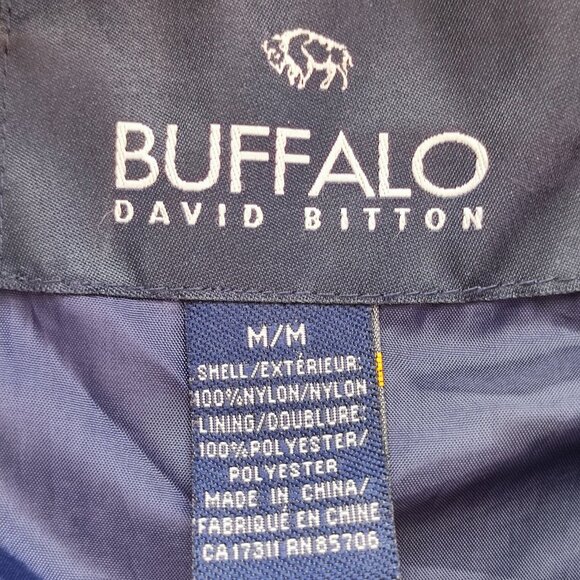 BUFFALO
DAVID BITTON
M/M
SHELL/EXTÉRIEUR:
100%NYLON/NYLON
LINING/DOUBLURE:
100%POLYESTER/
POLYESTER
MADE IN CHINA/
FABRIQUÉ EN CHINE
CA17311 RN85706